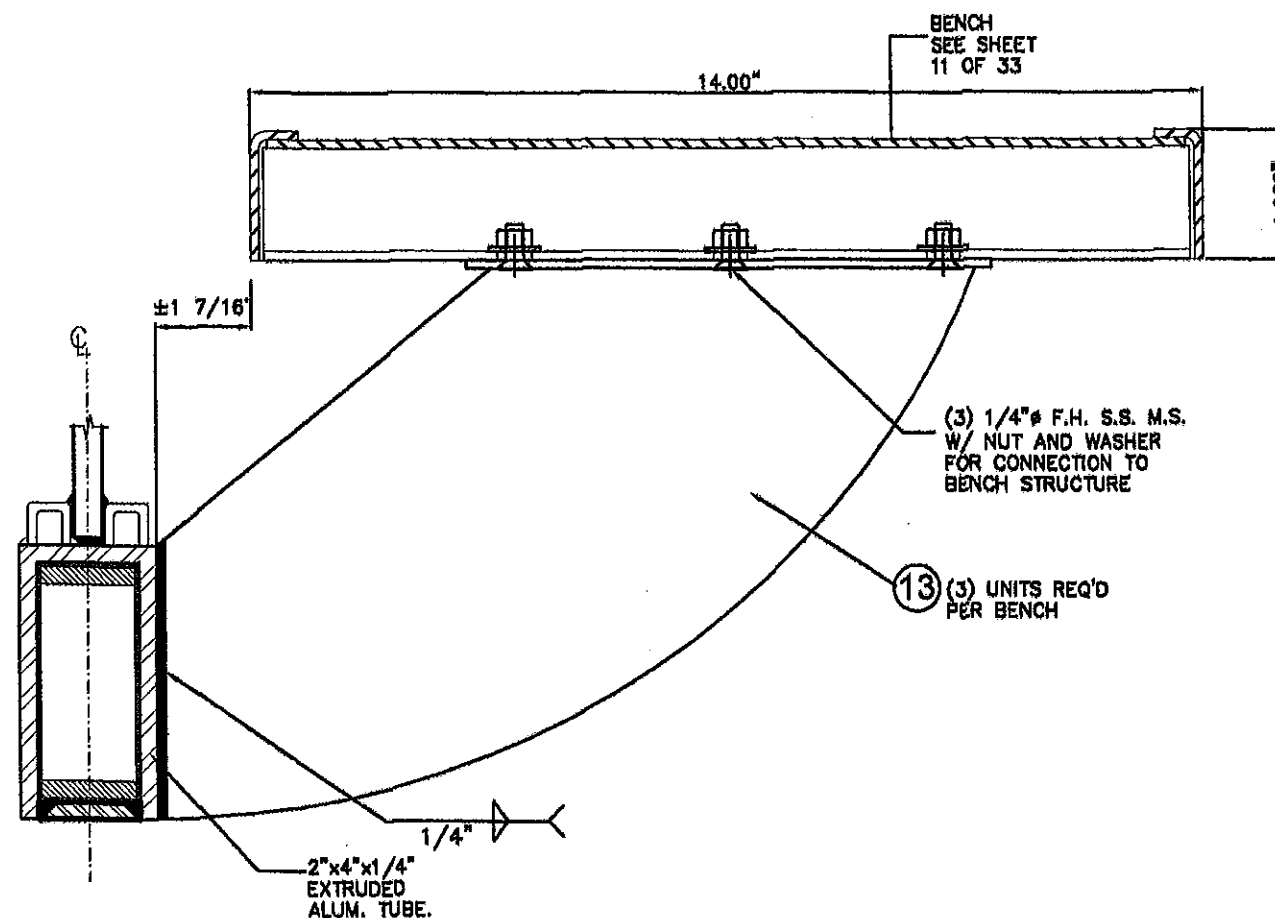 BENCH
SEE SHEET
11 OF 33
14.00"
±1 7/16"
℄
(3) 1/4"ø F.H. S.S. M.S.
W/ NUT AND WASHER
FOR CONNECTION TO
BENCH STRUCTURE
13 (3) UNITS REQ'D
PER BENCH
1/4"
2"x4"x1/4"
EXTRUDED
ALUM. TUBE.